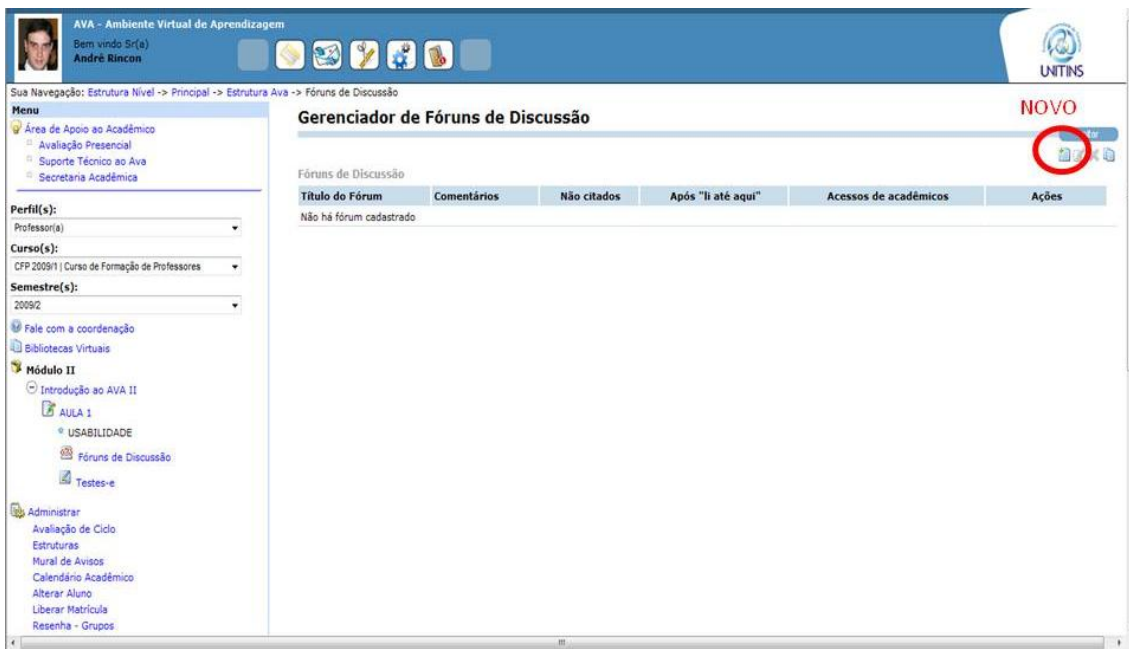 AVA - Ambiente Virtual de Aprendizagem
Bem vindo Sr(a)
André Rincon
UNITINS
Sua Navegação: Estrutura Nível -> Principal -> Estrutura Ava -> Fóruns de Discussão
Menu
Área de Apoio ao Acadêmico
Avaliação Presencial
Suporte Técnico ao Ava
Secretaria Acadêmica
Perfil(s):
Professor(a)
Curso(s):
CFP 2009/1 | Curso de Formação de Professores
Semestre(s):
2009/2
Fale com a coordenação
Bibliotecas Virtuais
Módulo II
Introdução ao AVA II
AULA 1
USABILIDADE
Fóruns de Discussão
Testes-e
Administrar
Avaliação de Ciclo
Estruturas
Mural de Avisos
Calendário Acadêmico
Alterar Aluno
Liberar Matrícula
Resenha - Grupos
Gerenciador de Fóruns de Discussão
NOVO
Fóruns de Discussão
Título do Fórum Comentários Não citados Após "li até aqui" Acessos de acadêmicos Ações
Não há fórum cadastrado